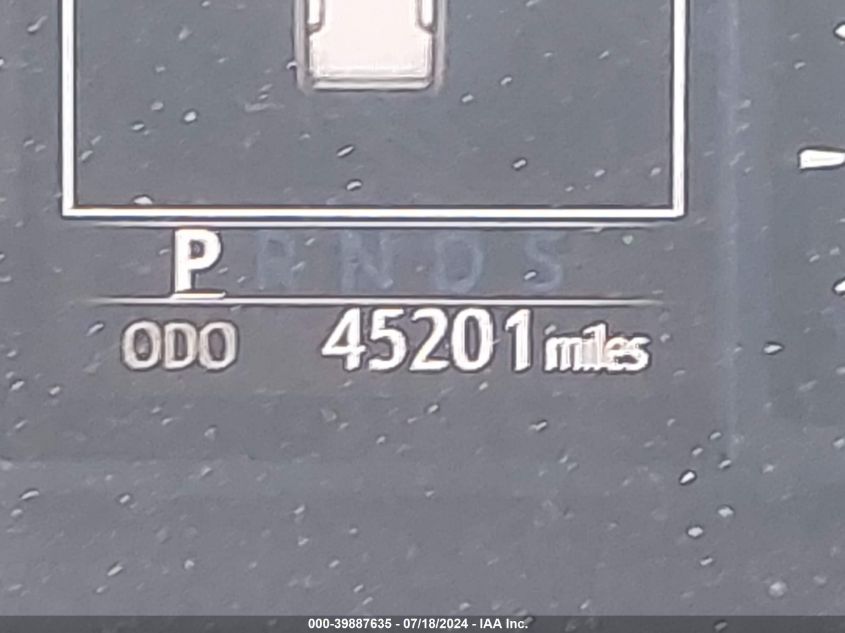 P R N D S
ODO 45201 miles
000-39887635 - 07/18/2024 - IAA Inc.